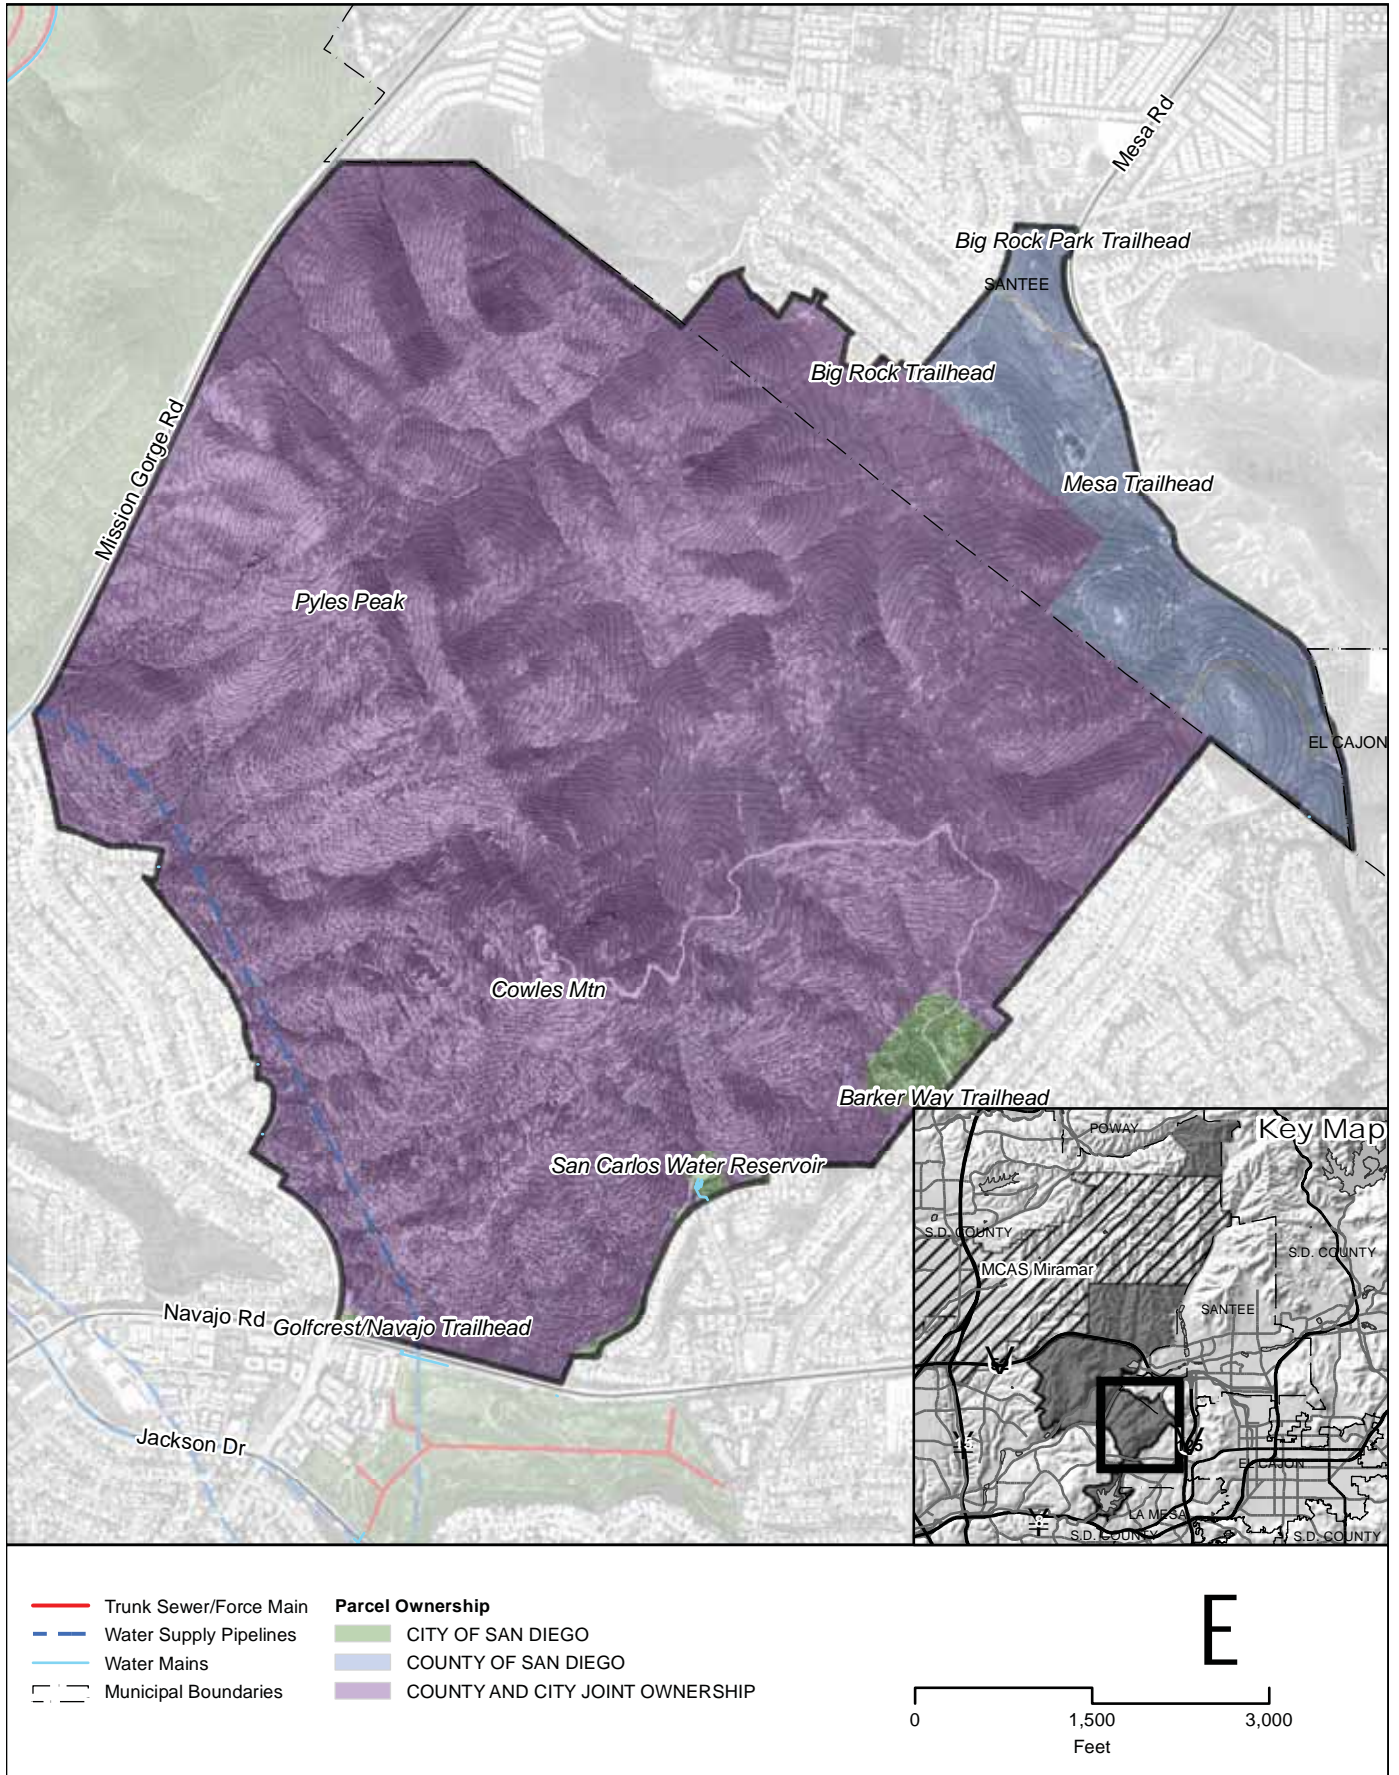 Mesa Rd
Big Rock Park Trailhead
SANTEE
Big Rock Trailhead
Mission Gorge Rd
Mesa Trailhead
Pyles Peak
EL CAJON
Cowles Mtn
Barker Way Trailhead
San Carlos Water Reservoir
Navajo Rd
Golfcrest/Navajo Trailhead
Jackson Dr
Key Map
POWAY
S.D. COUNTY
S.D. COUNTY
MCAS Miramar
SANTEE
52
15
125
EL CAJON
8
LA MESA
S.D. COUNTY
S.D. COUNTY
Trunk Sewer/Force Main
Water Supply Pipelines
Water Mains
Municipal Boundaries
Parcel Ownership
CITY OF SAN DIEGO
COUNTY OF SAN DIEGO
COUNTY AND CITY JOINT OWNERSHIP
E
0 1,500 3,000
Feet